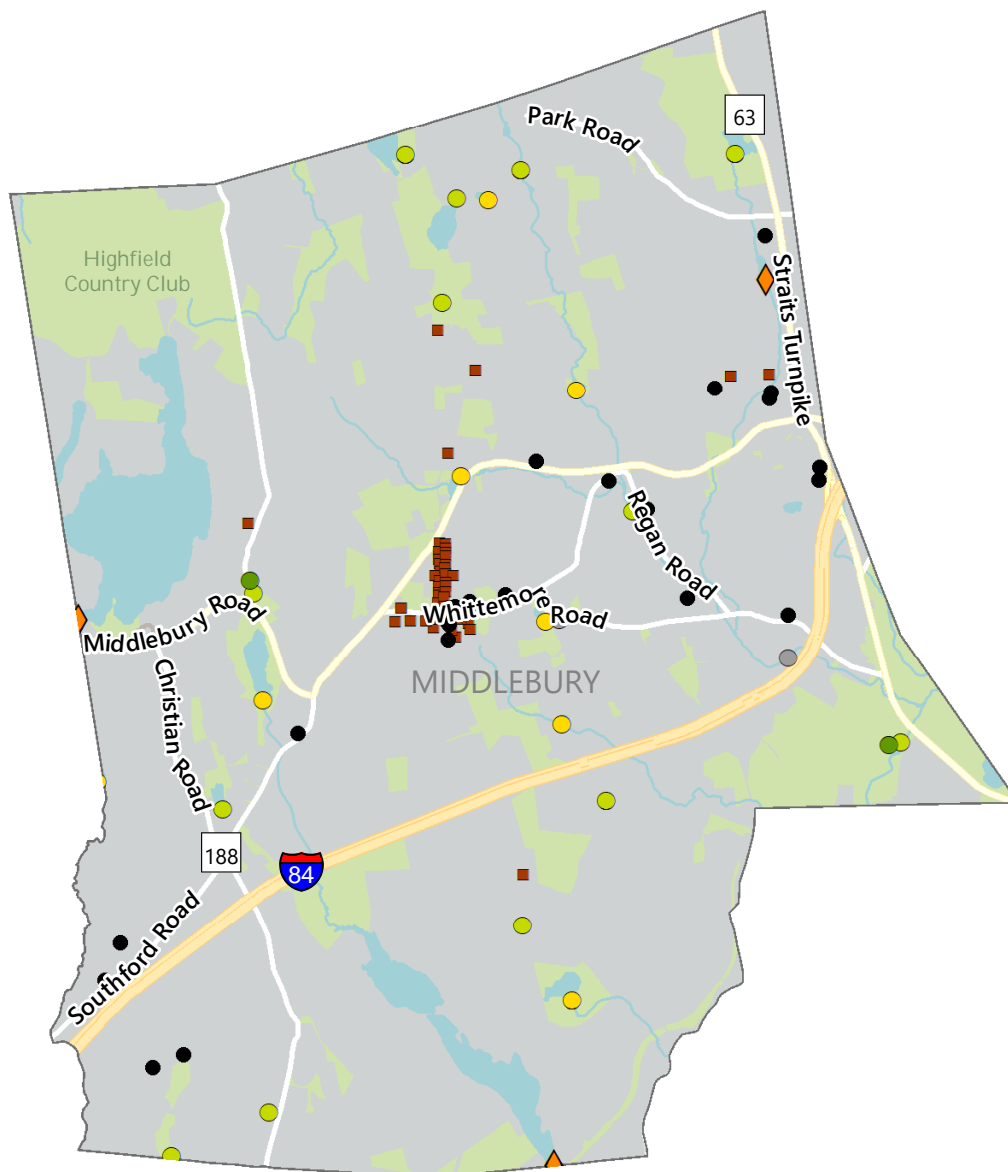 Park Road
63
Highfield
Country Club
Straits Turnpike
Regan Road
Whittemore Road
Middlebury Road
MIDDLEBURY
Christian Road
188
84
Southford Road